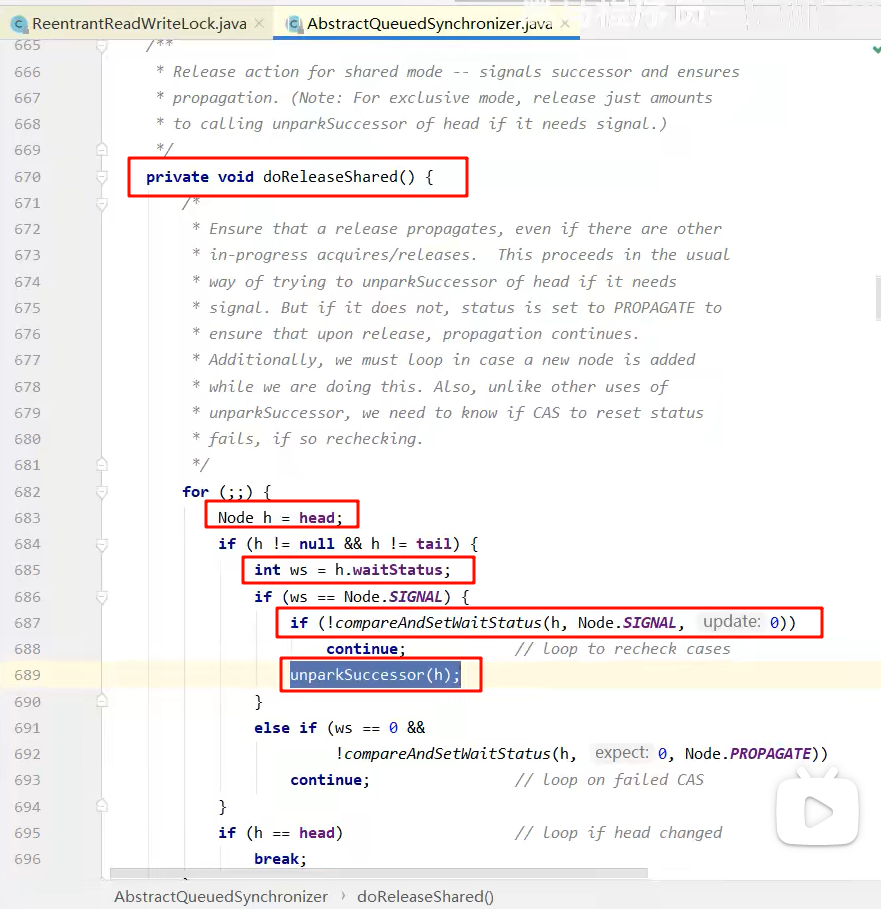 ReentrantReadWriteLock.java × AbstractQueuedSynchronizer.java ×
665 /**
666 * Release action for shared mode -- signals successor and ensures
667 * propagation. (Note: For exclusive mode, release just amounts
668 * to calling unparkSuccessor of head if it needs signal.)
669 */
670 private void doReleaseShared() {
671 /*
672 * Ensure that a release propagates, even if there are other
673 * in-progress acquires/releases.  This proceeds in the usual
674 * way of trying to unparkSuccessor of head if it needs
675 * signal. But if it does not, status is set to PROPAGATE to
676 * ensure that upon release, propagation continues.
677 * Additionally, we must loop in case a new node is added
678 * while we are doing this. Also, unlike other uses of
679 * unparkSuccessor, we need to know if CAS to reset status
680 * fails, if so rechecking.
681 */
682 for (;;) {
683 Node h = head;
684 if (h != null && h != tail) {
685 int ws = h.waitStatus;
686 if (ws == Node.SIGNAL) {
687 if (!compareAndSetWaitStatus(h, Node.SIGNAL, update: 0))
688 continue; // loop to recheck cases
689 unparkSuccessor(h);
690 }
691 else if (ws == 0 &&
692 !compareAndSetWaitStatus(h, expect: 0, Node.PROPAGATE))
693 continue; // loop on failed CAS
694 }
695 if (h == head) // loop if head changed
696 break;
AbstractQueuedSynchronizer › doReleaseShared()